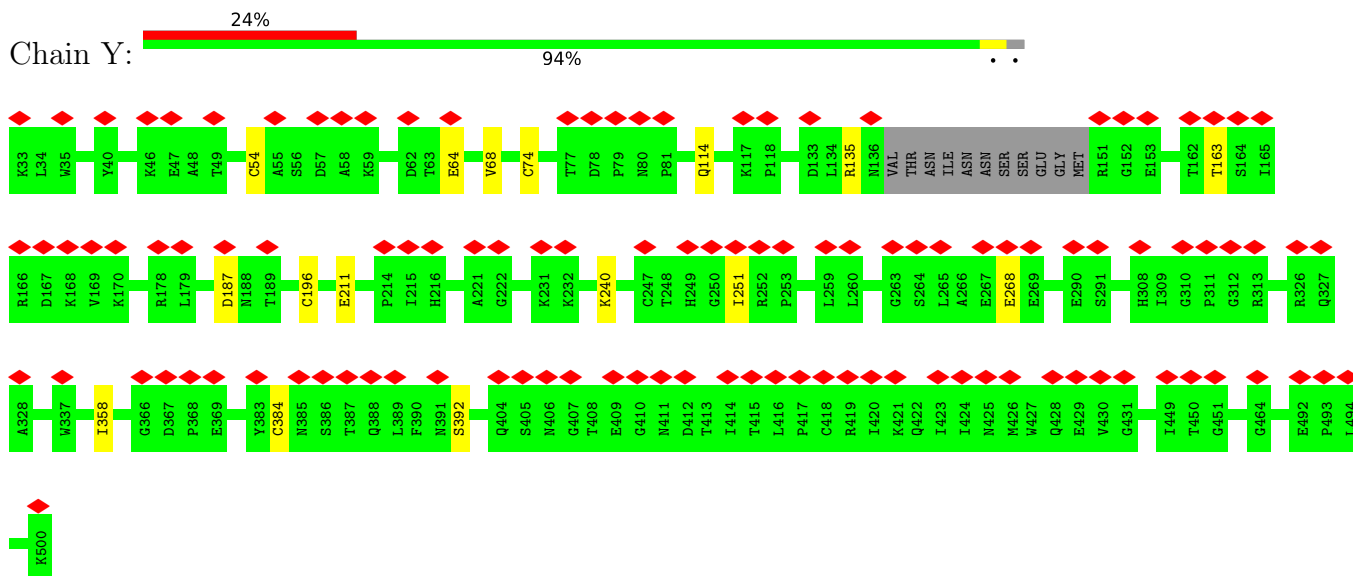 24%
Chain Y:
94%
• •
K33 L34 W35 Y40 K46 E47 A48 T49 C54 A55 S56 D57 A58 K59 D62 T63 E64 V68 C74 T77 D78 P79 N80 P81 Q114 K117 P118 D133 L134 R135 N136 VAL THR ASN ILE ASN ASN SER SER GLU GLY MET R151 G152 E153 T162 T163 S164 I165
R166 D167 K168 V169 K170 R178 L179 D187 N188 T189 C196 E211 P214 I215 H216 A221 G222 K231 K232 K240 C247 T248 H249 G250 I251 R252 P253 L259 L260 G263 S264 L265 A266 E267 E268 E269 E290 S291 H308 I309 G310 P311 G312 R313 R326 Q327
A328 W337 I358 G366 D367 P368 E369 Y383 C384 N385 S386 T387 Q388 L389 F390 N391 S392 Q404 S405 N406 G407 T408 E409 G410 N411 D412 T413 I414 T415 L416 P417 C418 R419 I420 K421 Q422 I423 I424 N425 M426 W427 Q428 E429 V430 G431 I449 T450 G451 G464 E492 P493 L494
K500